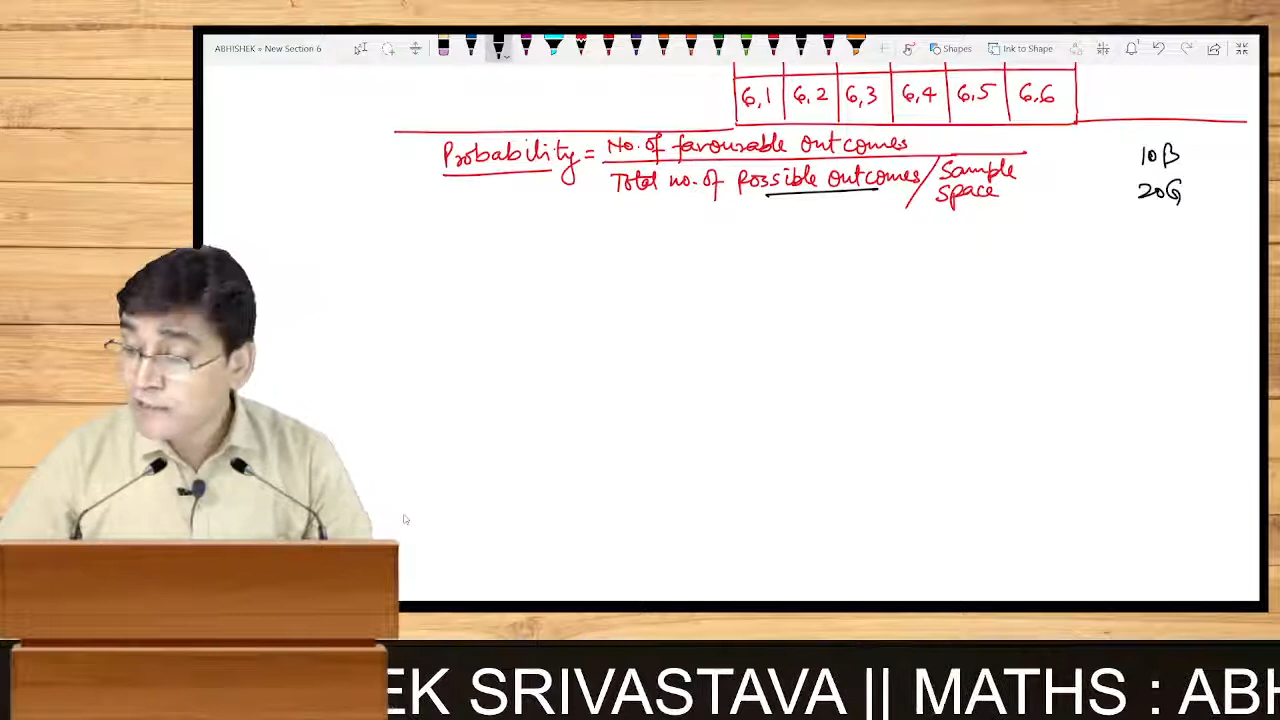 ABHISHEK » New Section 6
Shapes
Ink to Shape
6,1 6,2 6,3 6,4 6,5 6.6
Probability = No. of favourable outcomes
Total no. of possible outcomes / Sample space
10B
20G
EK SRIVASTAVA || MATHS : AB